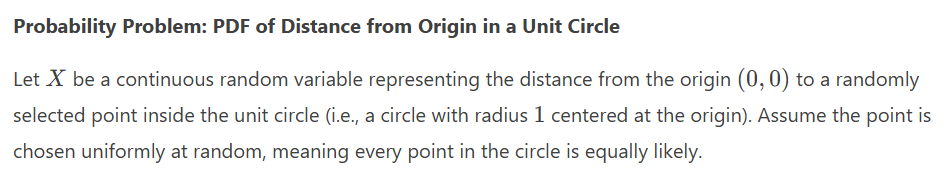 Probability Problem: PDF of Distance from Origin in a Unit Circle
Let X be a continuous random variable representing the distance from the origin (0, 0) to a randomly
selected point inside the unit circle (i.e., a circle with radius 1 centered at the origin). Assume the point is
chosen uniformly at random, meaning every point in the circle is equally likely.